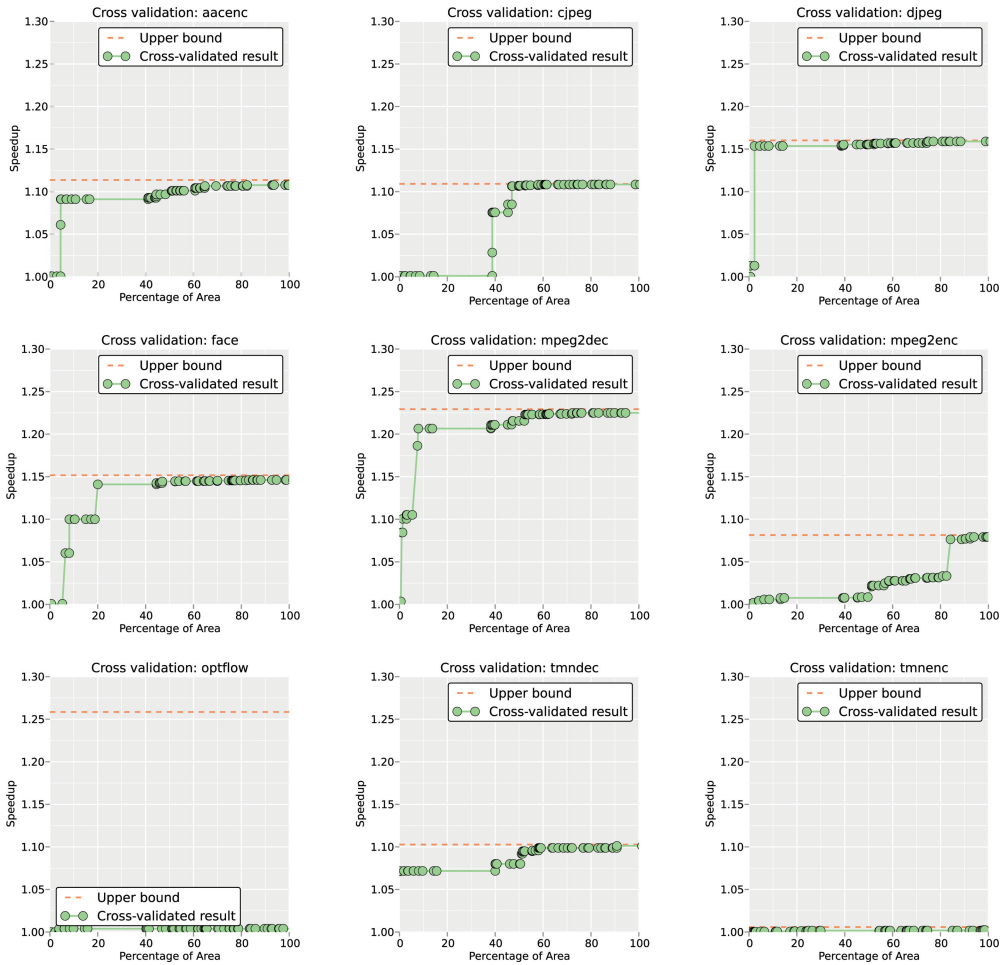 Cross validation: aacenc
1.30
1.25
1.20
1.15
1.10
1.05
1.00
Speedup
Upper bound
Cross-validated result
0 20 40 60 80 100
Percentage of Area
Cross validation: cjpeg
1.30
1.25
1.20
1.15
1.10
1.05
1.00
Speedup
Upper bound
Cross-validated result
0 20 40 60 80 100
Percentage of Area
Cross validation: djpeg
1.30
1.25
1.20
1.15
1.10
1.05
1.00
Speedup
Upper bound
Cross-validated result
0 20 40 60 80 100
Percentage of Area
Cross validation: face
1.30
1.25
1.20
1.15
1.10
1.05
1.00
Speedup
Upper bound
Cross-validated result
0 20 40 60 80 100
Percentage of Area
Cross validation: mpeg2dec
1.30
1.25
1.20
1.15
1.10
1.05
1.00
Speedup
Upper bound
Cross-validated result
0 20 40 60 80 100
Percentage of Area
Cross validation: mpeg2enc
1.30
1.25
1.20
1.15
1.10
1.05
1.00
Speedup
Upper bound
Cross-validated result
0 20 40 60 80 100
Percentage of Area
Cross validation: optflow
1.30
1.25
1.20
1.15
1.10
1.05
1.00
Speedup
Upper bound
Cross-validated result
0 20 40 60 80 100
Percentage of Area
Cross validation: tmndec
1.30
1.25
1.20
1.15
1.10
1.05
1.00
Speedup
Upper bound
Cross-validated result
0 20 40 60 80 100
Percentage of Area
Cross validation: tmnenc
1.30
1.25
1.20
1.15
1.10
1.05
1.00
Speedup
Upper bound
Cross-validated result
0 20 40 60 80 100
Percentage of Area